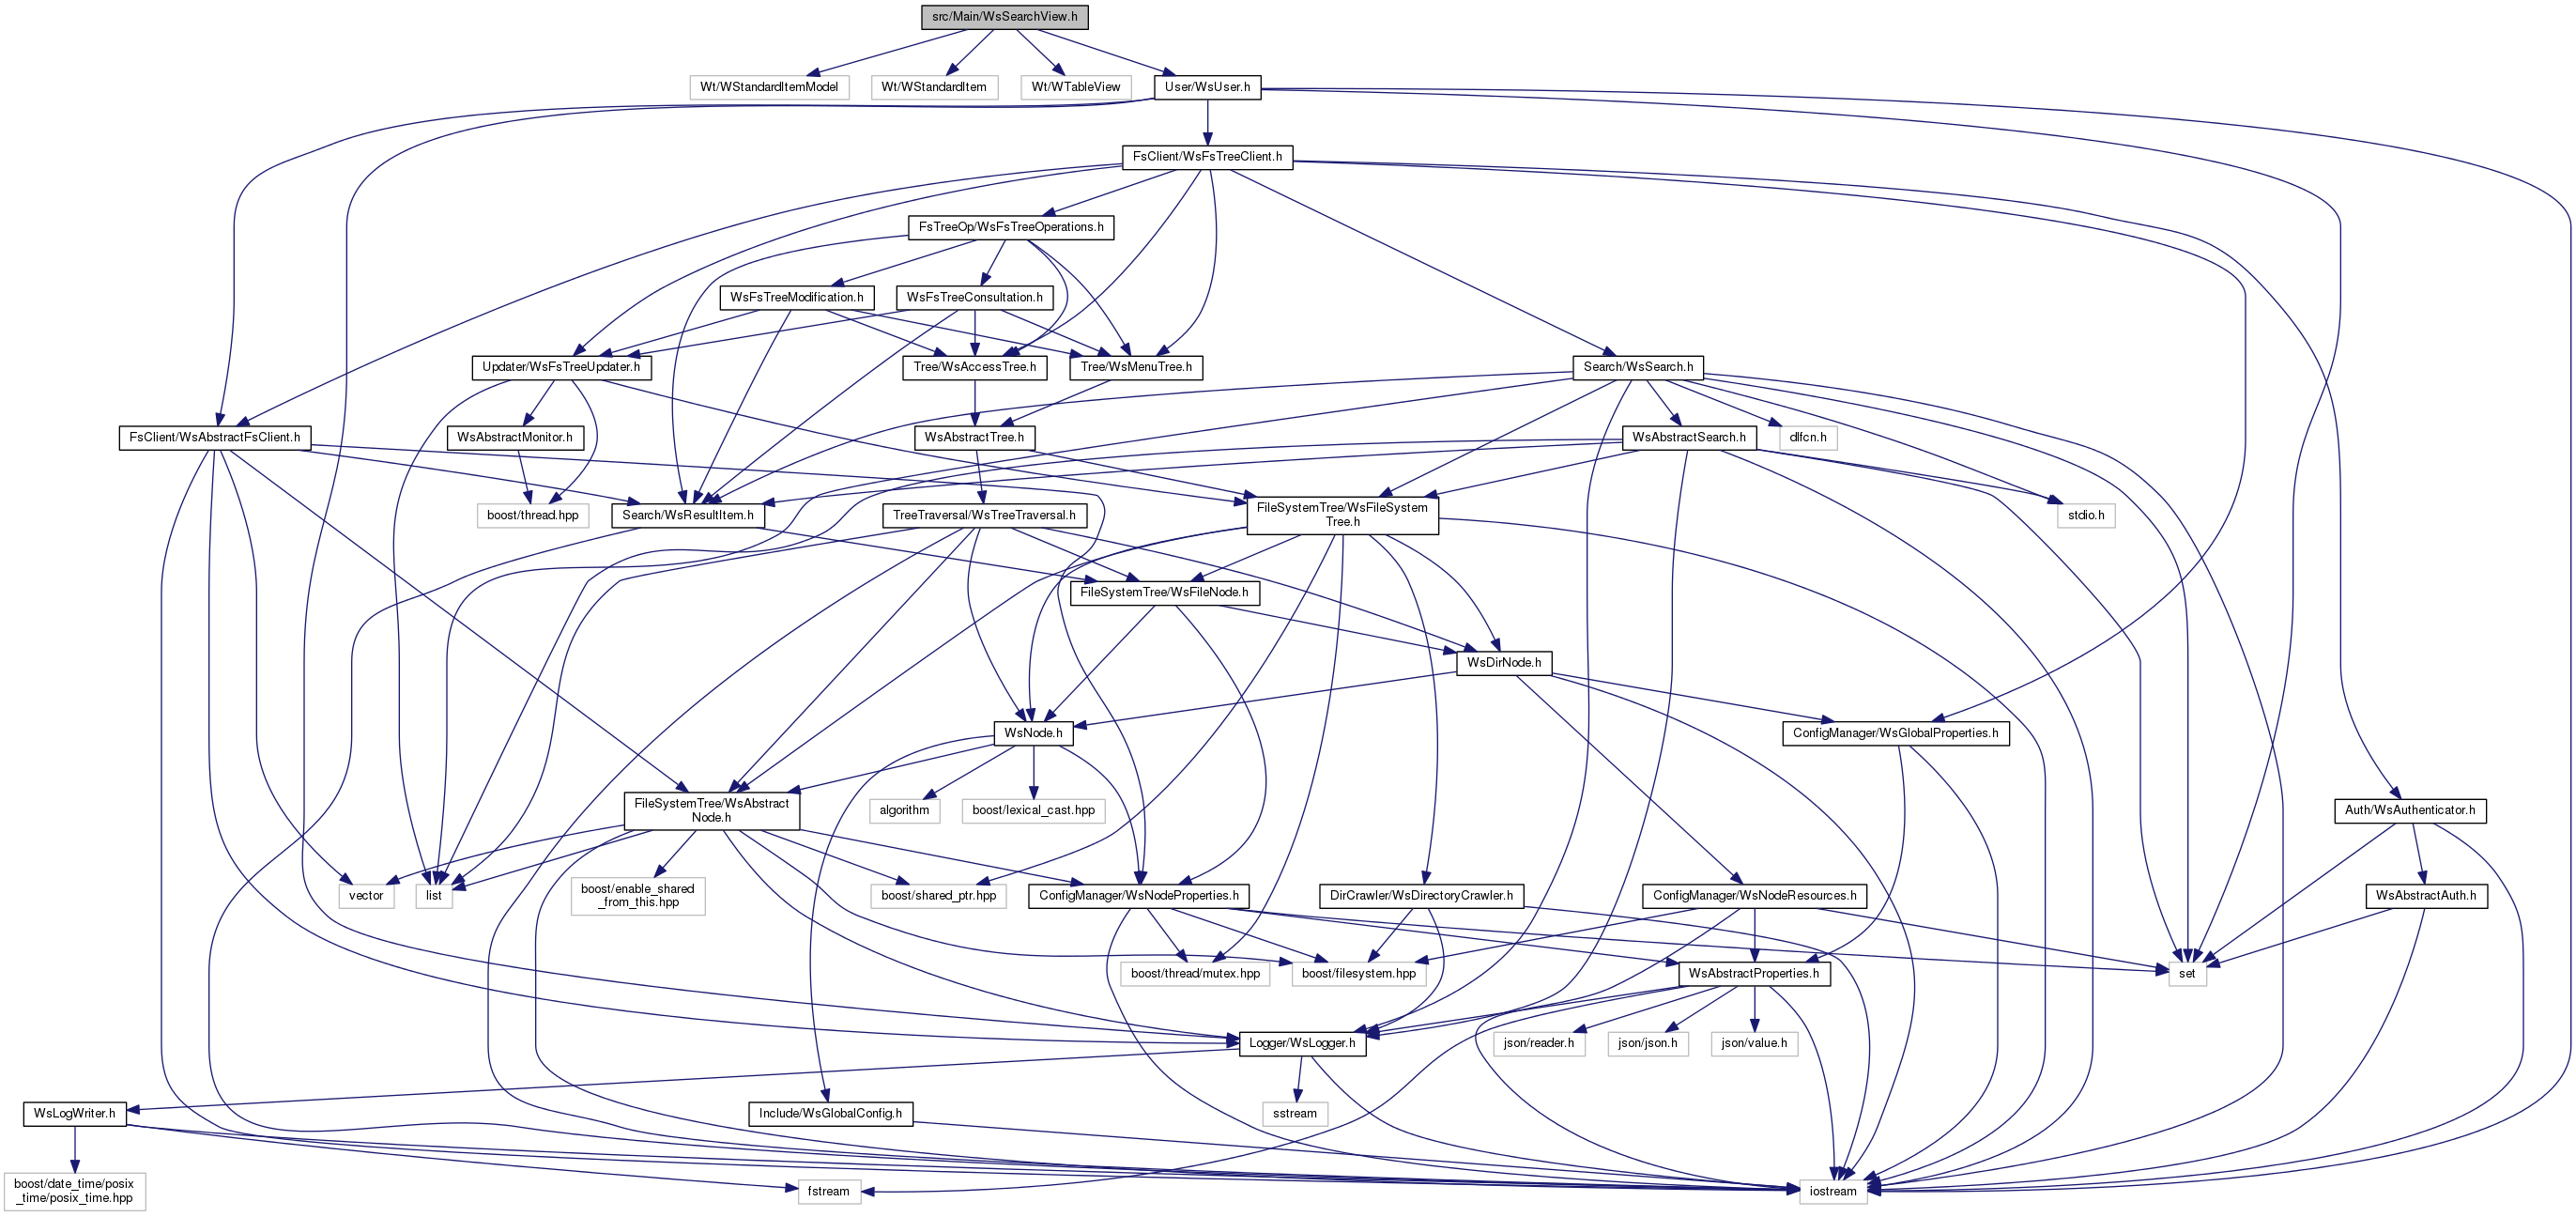 src/Main/WsSearchView.h
Wt/WStandardItemModel
Wt/WStandardItem
Wt/WTableView
User/WsUser.h
FsClient/WsFsTreeClient.h
FsTreeOp/WsFsTreeOperations.h
WsFsTreeModification.h
WsFsTreeConsultation.h
Updater/WsFsTreeUpdater.h
Tree/WsAccessTree.h
Tree/WsMenuTree.h
Search/WsSearch.h
FsClient/WsAbstractFsClient.h
WsAbstractMonitor.h
WsAbstractTree.h
WsAbstractSearch.h
dlfcn.h
boost/thread.hpp
Search/WsResultItem.h
TreeTraversal/WsTreeTraversal.h
FileSystemTree/WsFileSystem
Tree.h
stdio.h
FileSystemTree/WsFileNode.h
WsDirNode.h
WsNode.h
ConfigManager/WsGlobalProperties.h
FileSystemTree/WsAbstract
Node.h
algorithm
boost/lexical_cast.hpp
Auth/WsAuthenticator.h
vector
list
boost/enable_shared
_from_this.hpp
boost/shared_ptr.hpp
ConfigManager/WsNodeProperties.h
DirCrawler/WsDirectoryCrawler.h
ConfigManager/WsNodeResources.h
WsAbstractAuth.h
boost/thread/mutex.hpp
boost/filesystem.hpp
WsAbstractProperties.h
set
Logger/WsLogger.h
json/reader.h
json/json.h
json/value.h
WsLogWriter.h
Include/WsGlobalConfig.h
sstream
boost/date_time/posix
_time/posix_time.hpp
fstream
iostream